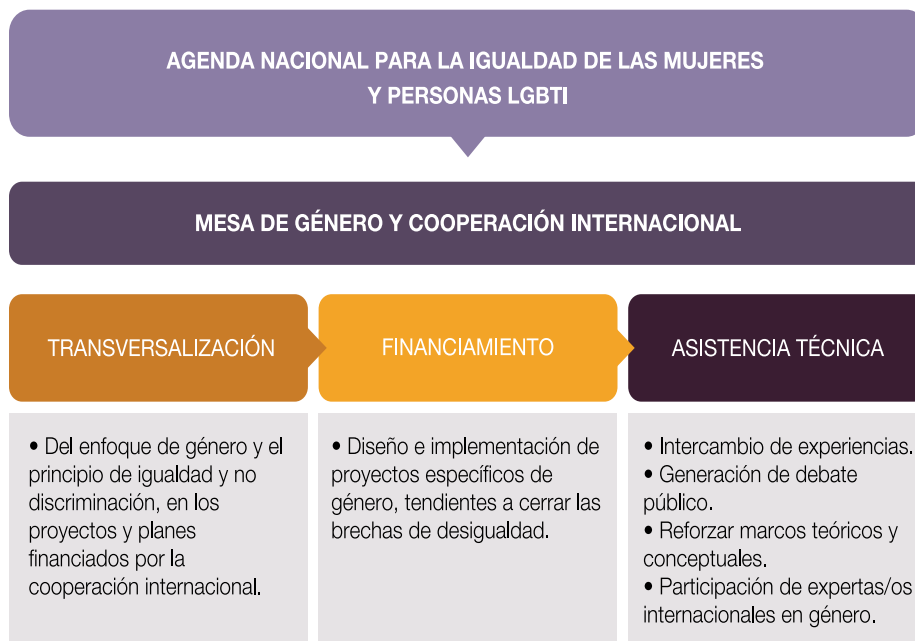 AGENDA NACIONAL PARA LA IGUALDAD DE LAS MUJERES
Y PERSONAS LGBTI
MESA DE GÉNERO Y COOPERACIÓN INTERNACIONAL
TRANSVERSALIZACIÓN
• Del enfoque de género y el
principio de igualdad y no
discriminación, en los
proyectos y planes
financiados por la
cooperación internacional.
FINANCIAMIENTO
• Diseño e implementación de
proyectos específicos de
género, tendientes a cerrar las
brechas de desigualdad.
ASISTENCIA TÉCNICA
• Intercambio de experiencias.
• Generación de debate
público.
• Reforzar marcos teóricos y
conceptuales.
• Participación de expertas/os
internacionales en género.